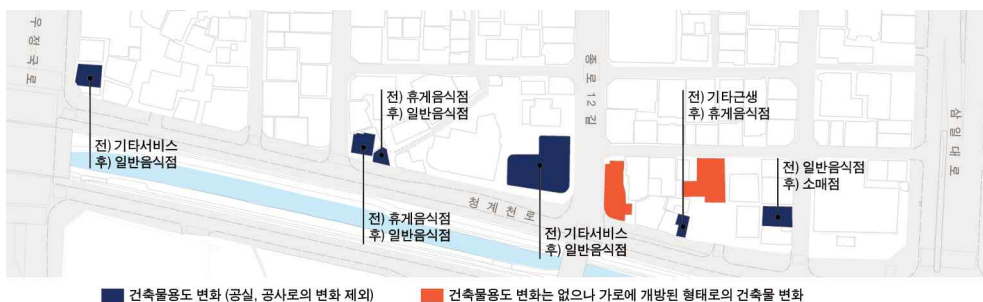 우정국로
전) 기타서비스
후) 일반음식점
전) 휴게음식점
후) 일반음식점
전) 휴게음식점
후) 일반음식점
청계천로
종로12길
전) 기타서비스
후) 일반음식점
전) 기타근생
후) 휴게음식점
전) 일반음식점
후) 소매점
삼일대로
건축물용도 변화 (공실, 공사로의 변화 제외)
건축물용도 변화는 없으나 가로에 개방된 형태로의 건축물 변화